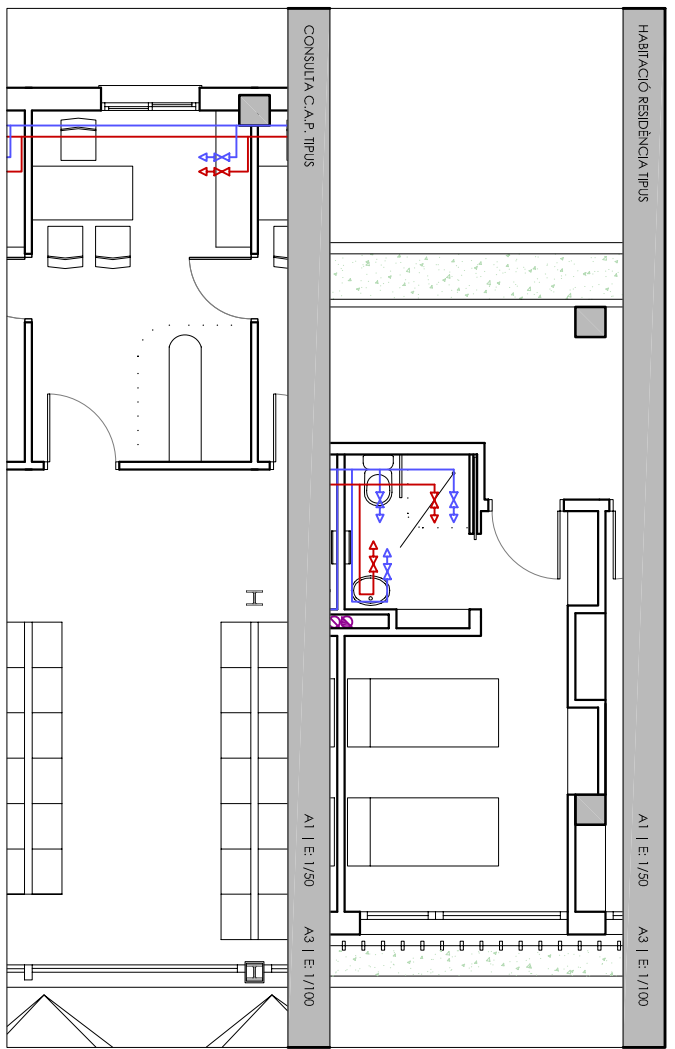 CONSULTA C.A.P. TIPUS
A1 | E: 1/50
A3 | E: 1/100
HABITACIÓ RESIDÈNCIA TIPUS
A1 | E: 1/50
A3 | E: 1/100